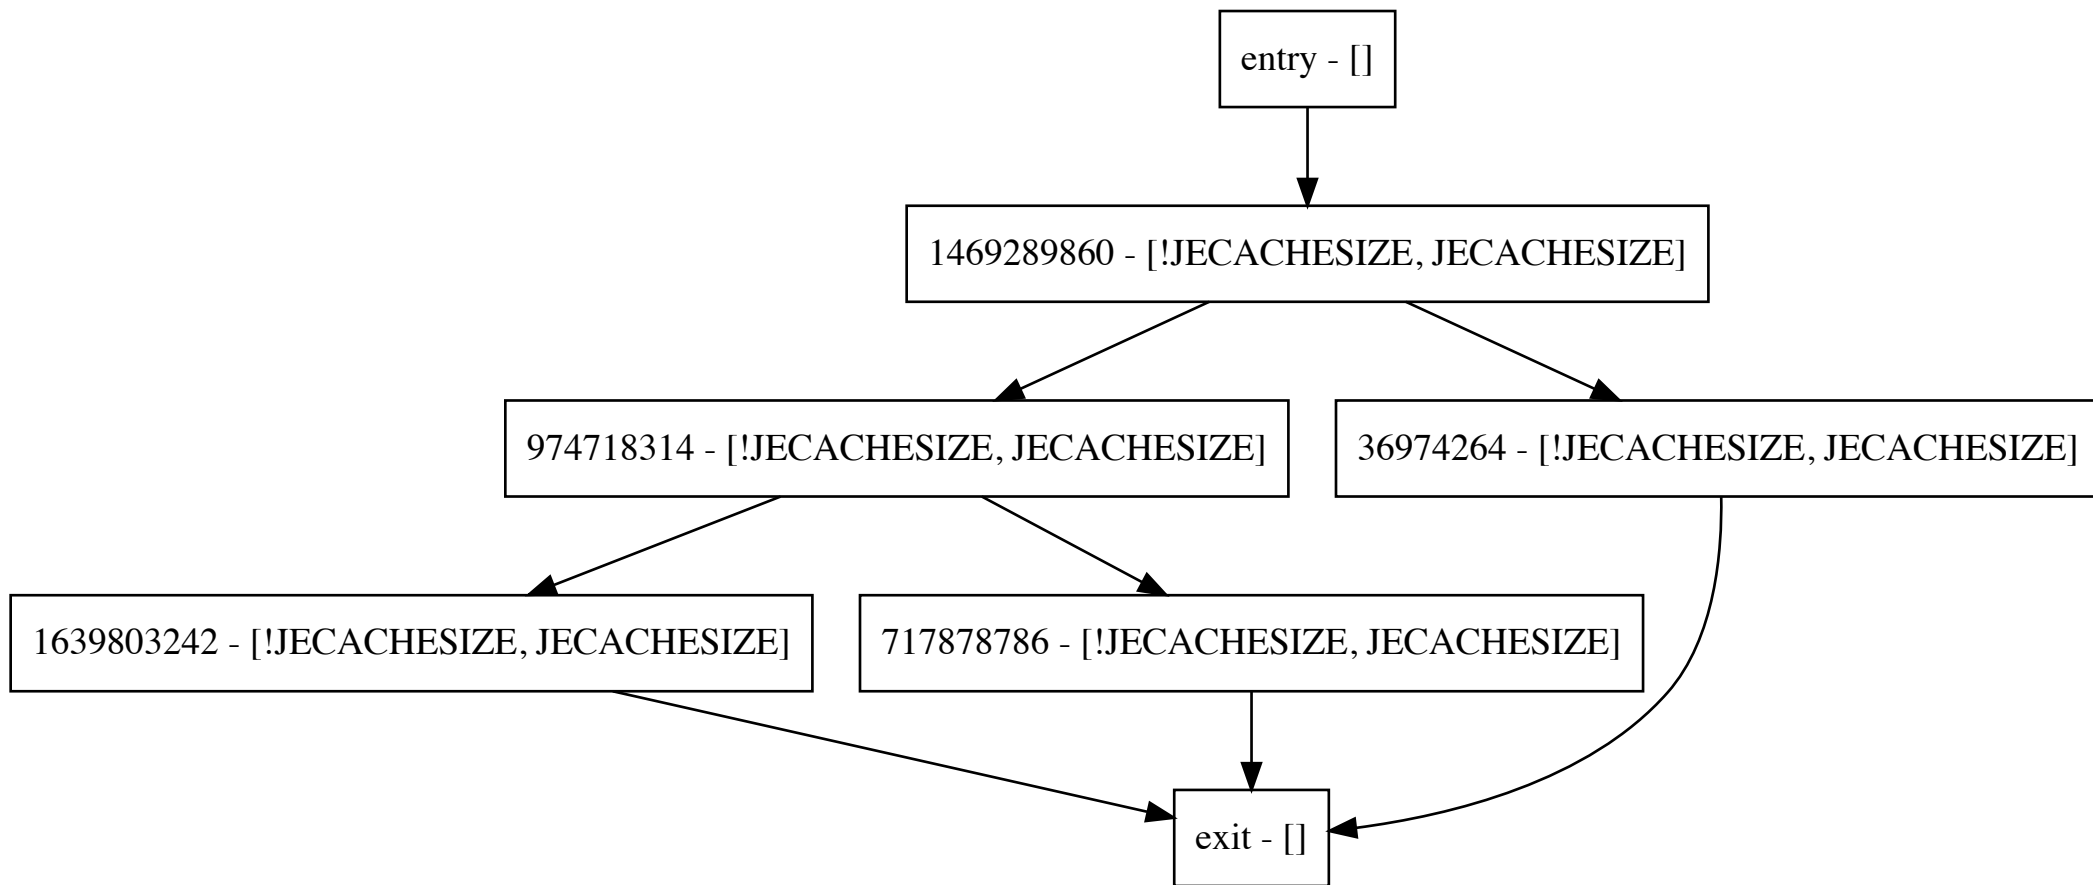 entry - []
1469289860 - [!JECACHESIZE, JECACHESIZE]
974718314 - [!JECACHESIZE, JECACHESIZE]
36974264 - [!JECACHESIZE, JECACHESIZE]
1639803242 - [!JECACHESIZE, JECACHESIZE]
717878786 - [!JECACHESIZE, JECACHESIZE]
exit - []